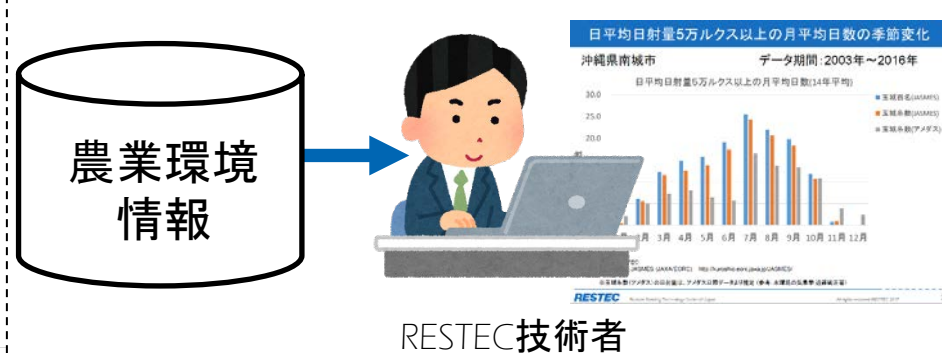 農業環境
情報
RESTEC技術者
日平均日射量5万ルクス以上の月平均日数の季節変化
沖縄県南城市
データ期間:2003年～2016年
日平均日射量5万ルクス以上の月平均日数(14年平均)
30.0
25.0
20.0
玉城糸数(JASMES)
玉城糸数(アメダス)
3月 4月 5月 6月 7月 8月 9月 10月 11月 12月
RESTEC